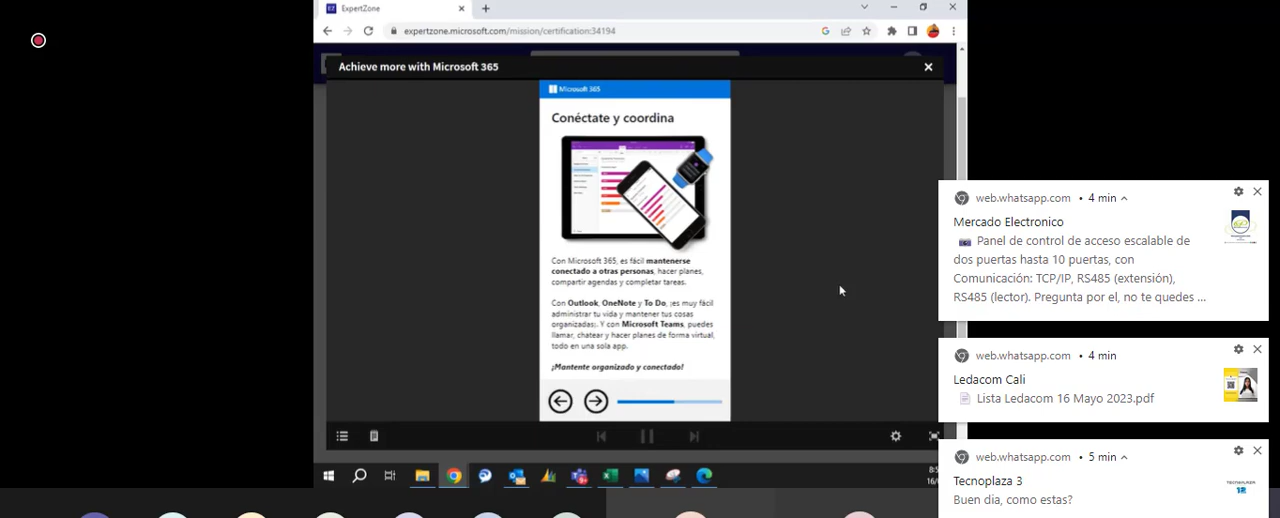 ExpertZone
expertzone.microsoft.com/mission/certification:34194
Achieve more with Microsoft 365
Microsoft 365
Conéctate y coordina
Con Microsoft 365, es fácil mantenerse
conectado a otras personas, hacer planes,
compartir agendas y completar tareas.
Con Outlook, OneNote y To Do, ¡es muy fácil
administrar tu vida y mantener tus cosas
organizadas:. Y con Microsoft Teams, puedes
llamar, chatear y hacer planes de forma virtual,
todo en una sola app.
¡Mantente organizado y conectado!
web.whatsapp.com • 4 min
Mercado Electronico
Panel de control de acceso escalable de
dos puertas hasta 10 puertas, con
Comunicación: TCP/IP, RS485 (extensión),
RS485 (lector). Pregunta por el, no te quedes ...
web.whatsapp.com • 4 min
Ledacom Cali
Lista Ledacom 16 Mayo 2023.pdf
web.whatsapp.com • 5 min
Tecnoplaza 3
Buen dia, como estas?
8:5
16/0